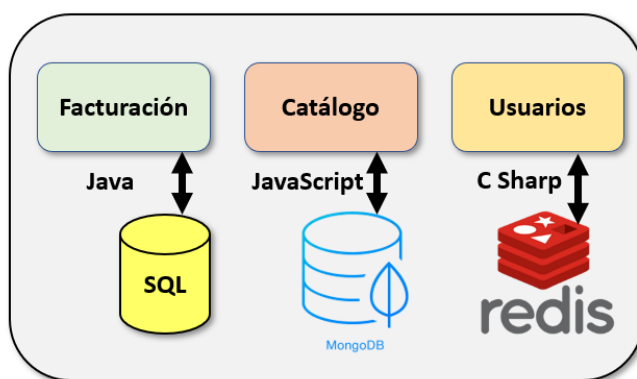 Facturación
Catálogo
Usuarios
Java
JavaScript
C Sharp
SQL
MongoDB
redis